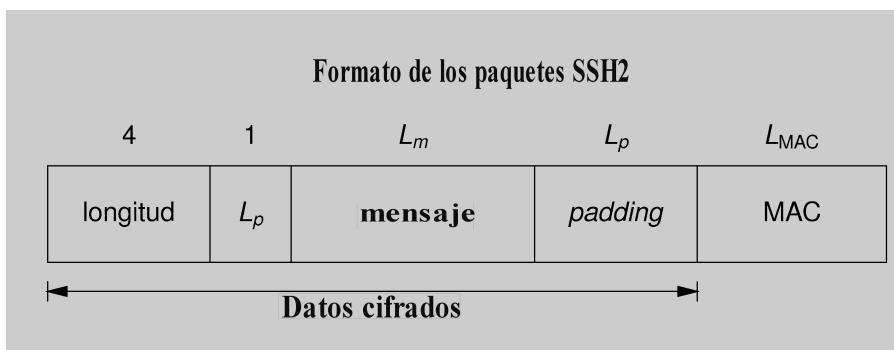 Formato de los paquetes SSH2
4 1 Lm Lp LMAC
longitud Lp mensaje padding MAC
Datos cifrados